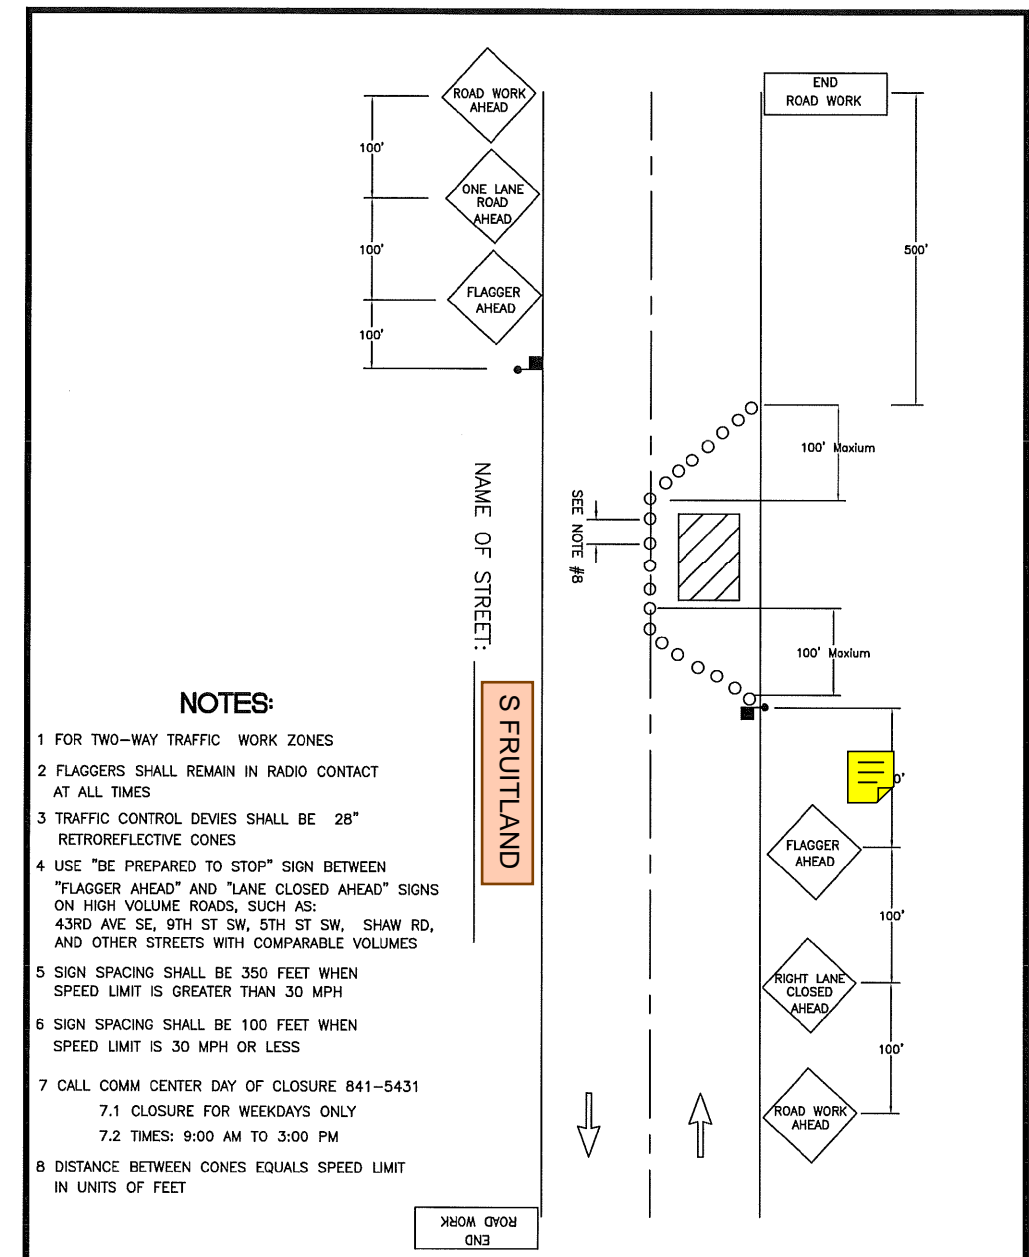 ROAD WORK
AHEAD
END
ROAD WORK
100'
ONE LANE
ROAD
AHEAD
100'
500'
FLAGGER
AHEAD
100'
100' Maxium
NAME OF STREET:
S FRUITLAND
SEE NOTE #8
100' Maxium
NOTES:
1 FOR TWO-WAY TRAFFIC WORK ZONES
2 FLAGGERS SHALL REMAIN IN RADIO CONTACT
AT ALL TIMES
3 TRAFFIC CONTROL DEVIES SHALL BE 28"
RETROREFLECTIVE CONES
4 USE "BE PREPARED TO STOP" SIGN BETWEEN
"FLAGGER AHEAD" AND "LANE CLOSED AHEAD" SIGNS
ON HIGH VOLUME ROADS, SUCH AS:
43RD AVE SE, 9TH ST SW, 5TH ST SW, SHAW RD,
AND OTHER STREETS WITH COMPARABLE VOLUMES
5 SIGN SPACING SHALL BE 350 FEET WHEN
SPEED LIMIT IS GREATER THAN 30 MPH
6 SIGN SPACING SHALL BE 100 FEET WHEN
SPEED LIMIT IS 30 MPH OR LESS
7 CALL COMM CENTER DAY OF CLOSURE 841-5431
7.1 CLOSURE FOR WEEKDAYS ONLY
7.2 TIMES: 9:00 AM TO 3:00 PM
8 DISTANCE BETWEEN CONES EQUALS SPEED LIMIT
IN UNITS OF FEET
FLAGGER
AHEAD
100'
RIGHT LANE
CLOSED
AHEAD
100'
ROAD WORK
AHEAD
END
ROAD WORK